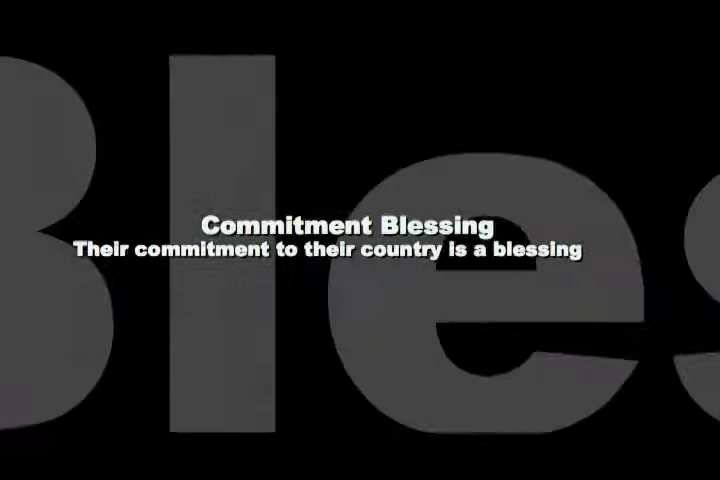 Bles
Commitment Blessing
Their commitment to their country is a blessing